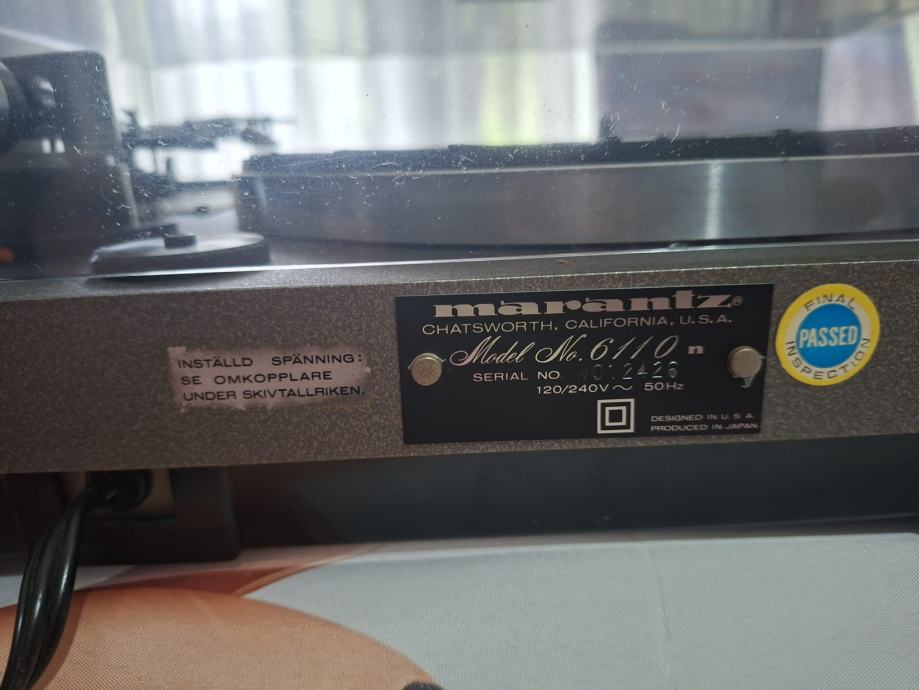 INSTÄLLD SPÄNNING:
SE OMKOPPLARE
UNDER SKIVTALLRIKEN.
marantz®
CHATSWORTH, CALIFORNIA, U.S.A.
Model No. 6110 n
SERIAL NO.
120/240V ~ 50Hz
DESIGNED IN U.S.A.
PRODUCED IN JAPAN
FINAL
PASSED
INSPECTION